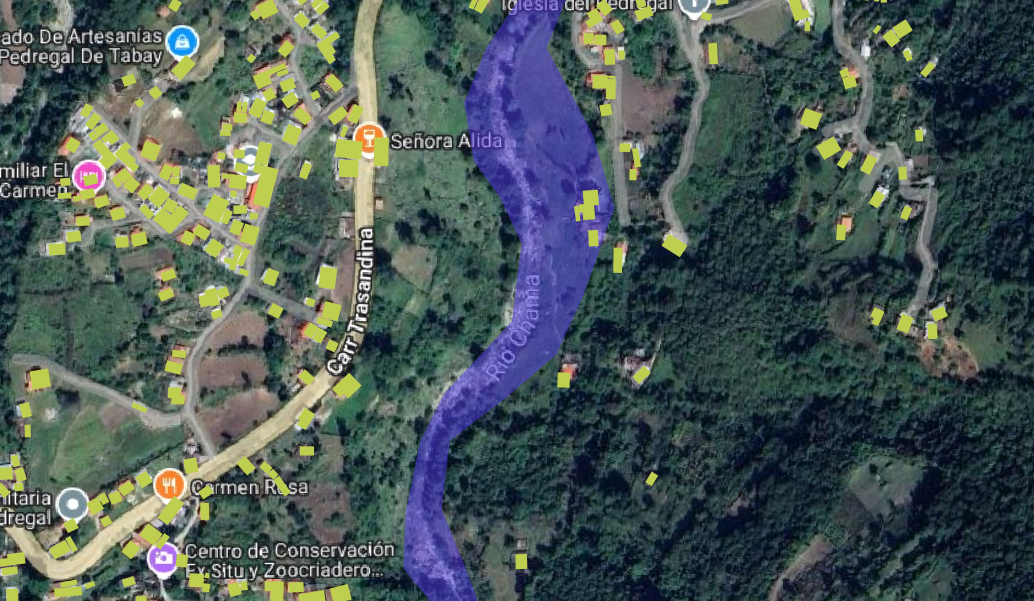 Iglesia del Pedregal
ado De Artesanías
Pedregal De Tabay
Señora Alida
miliar El
Carmen
Carr Trasandina
Río Chama
Carmen Rosa
nitaria
dregal
Centro de Conservación
Ex Situ y Zoocriadero...